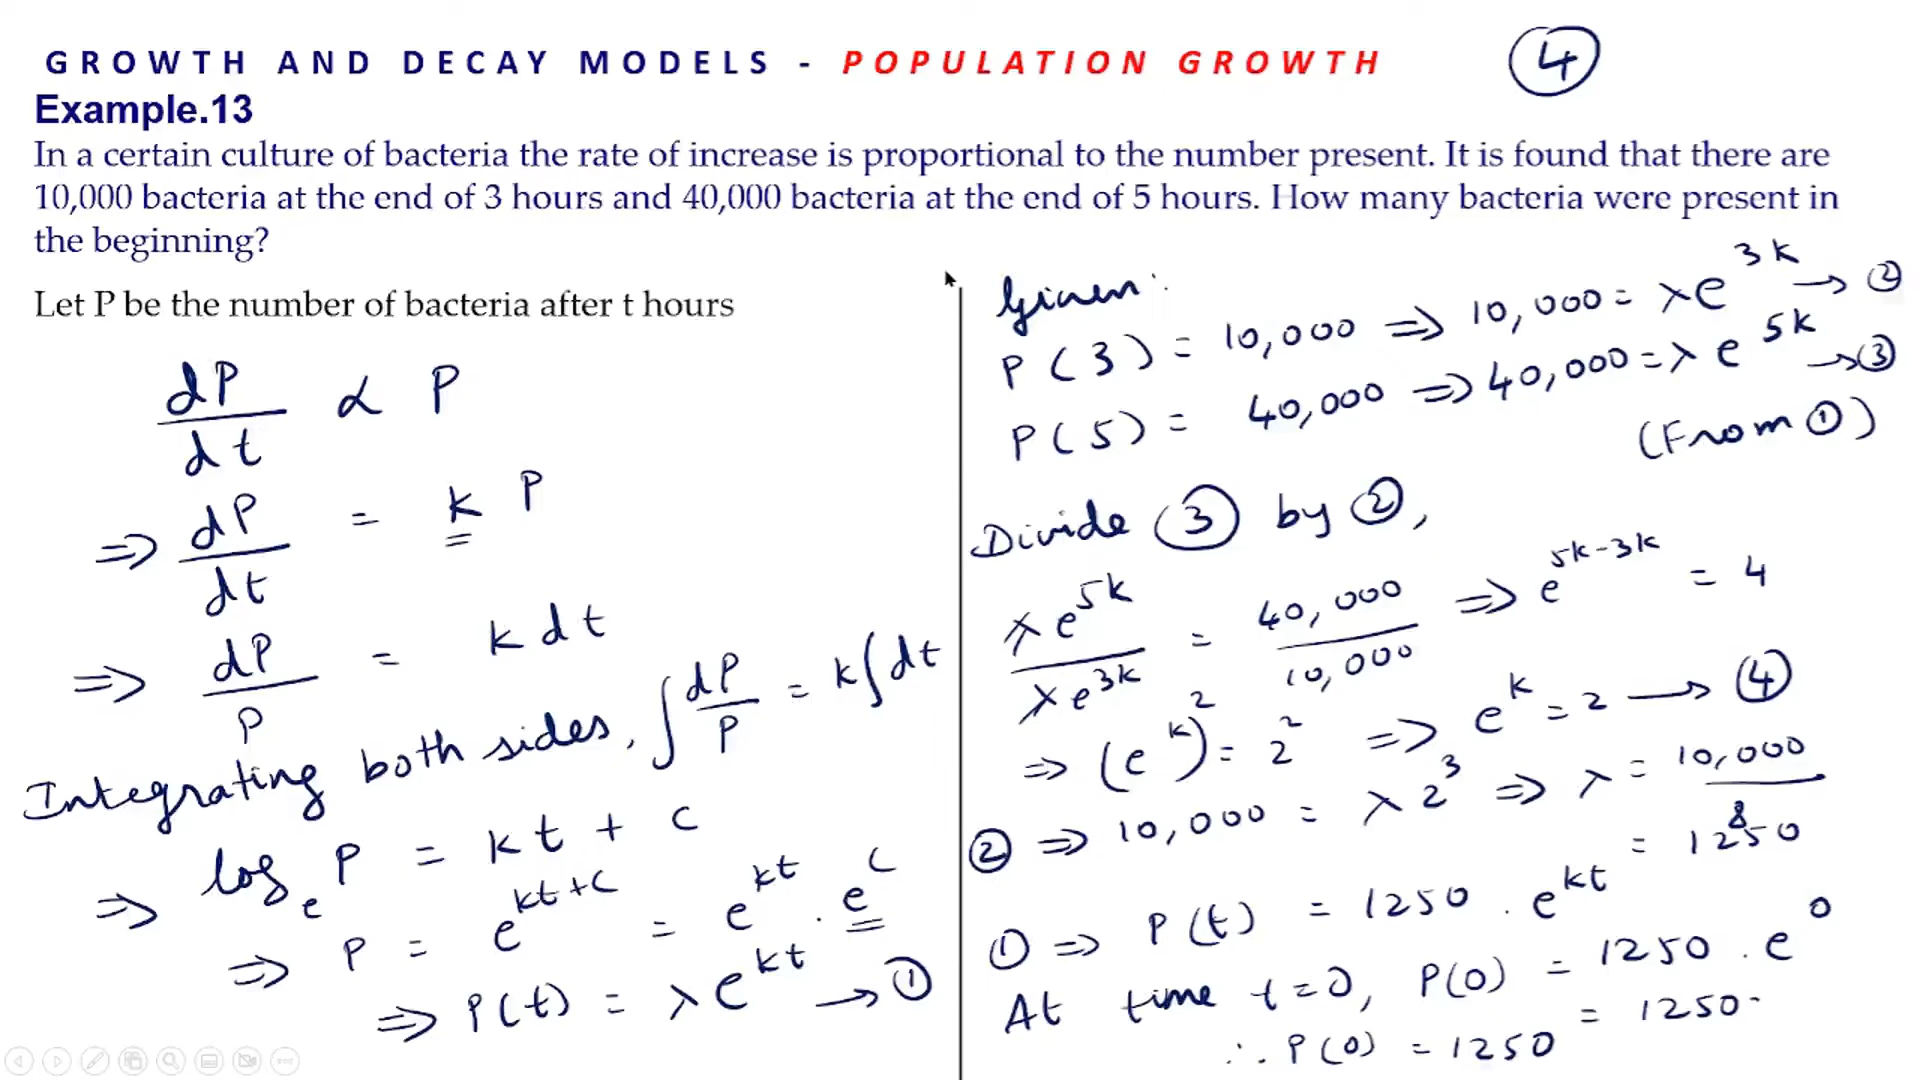 GROWTH AND DECAY MODELS - POPULATION GROWTH
4
Example.13
In a certain culture of bacteria the rate of increase is proportional to the number present. It is found that there are
10,000 bacteria at the end of 3 hours and 40,000 bacteria at the end of 5 hours. How many bacteria were present in
the beginning?
Let P be the number of bacteria after t hours
dP/dt ∝ P
⇒ dP/dt = k P
⇒ dP/P = k dt
Integrating both sides, ∫ dP/P = k ∫ dt
⇒ logₑ P = kt + c
⇒ P = e^(kt+c) = e^(kt) . e^c
⇒ P(t) = λ e^(kt) → ①
Given:
P(3) = 10,000 ⇒ 10,000 = λe^(3k) → ②
P(5) = 40,000 ⇒ 40,000 = λ e^(5k) → ③
(From ①)
Divide ③ by ②,
λe^(5k)/λe^(3k) = 40,000/10,000 ⇒ e^(5k-3k) = 4
⇒ (e^k)² = 2² ⇒ e^k = 2 → ④
② ⇒ 10,000 = λ 2³ ⇒ λ = 10,000/8
= 1250
① ⇒ P(t) = 1250 . e^(kt)
At time t=0, P(0) = 1250 . e^0
= 1250.
∴ P(0) = 1250